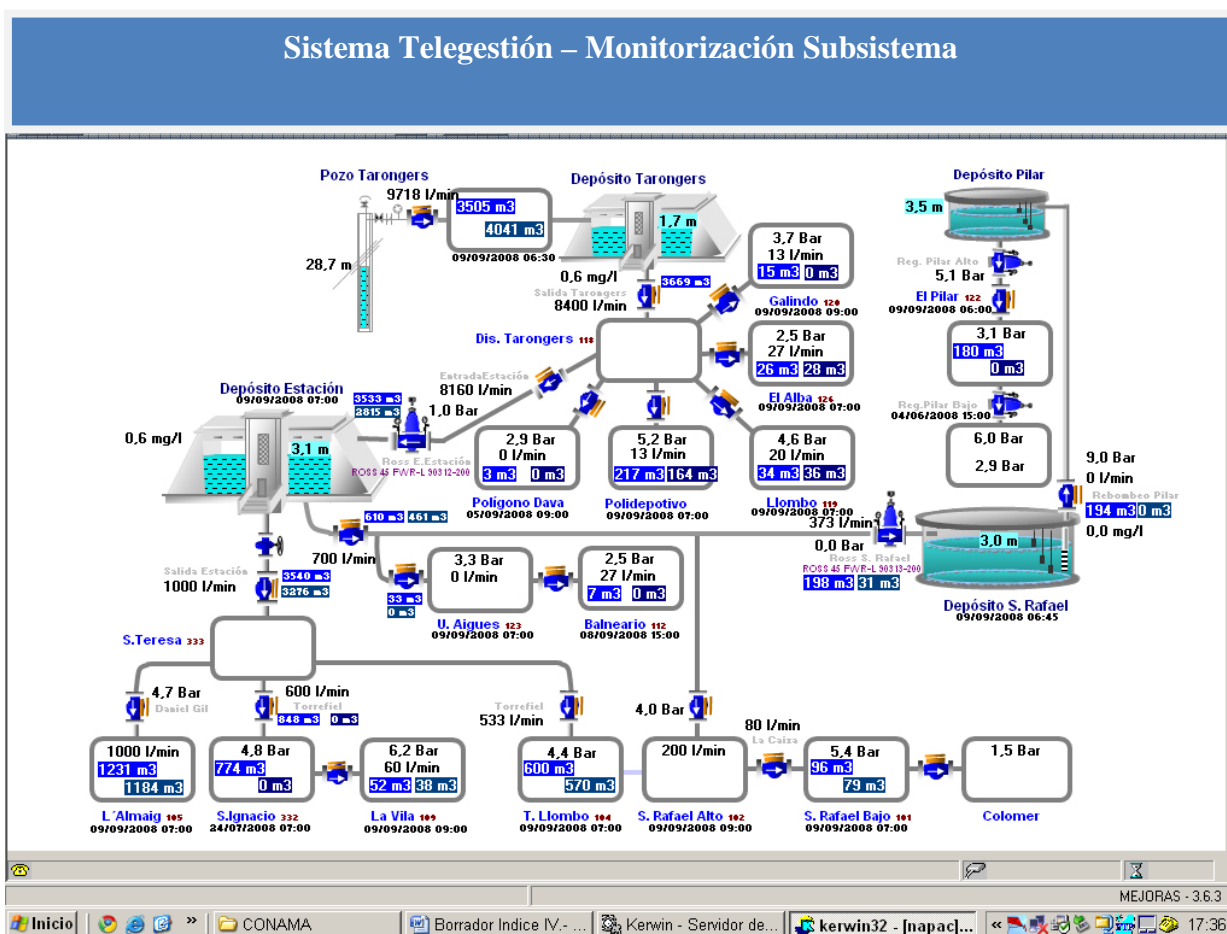 Sistema Telegestión – Monitorización Subsistema
Pozo Tarongers
9718 l/min
3505 m3
4041 m3
09/09/2008 06:30
28,7 m
Depósito Tarongers
1,7 m
0,6 mg/l
3669 m3
Salida Tarongers
8400 l/min
Depósito Pilar
3,5 m
Reg. Pilar Alto
5,1 Bar
El Pilar 122
09/09/2008 06:00
3,1 Bar
180 m3
0 m3
Reg.Pilar Bajo
04/06/2008 15:00
6,0 Bar
2,9 Bar
3,7 Bar
13 l/min
15 m3 0 m3
Galindo 120
09/09/2008 09:00
Dis. Tarongers 118
2,5 Bar
27 l/min
26 m3 28 m3
El Alba 126
09/09/2008 07:00
EntradaEstación
8160 l/min
Depósito Estación
09/09/2008 07:00
3533 m3
2815 m3
1,0 Bar
0,6 mg/l
3,1 m
Ross E.Estación
ROSS 45 FWR-L 90312-200
2,9 Bar
0 l/min
3 m3 0 m3
Polígono Dava
05/09/2008 09:00
5,2 Bar
13 l/min
217 m3 164 m3
Polidepotivo
09/09/2008 07:00
4,6 Bar
20 l/min
34 m3 36 m3
Llombo 119
09/09/2008 07:00
9,0 Bar
0 l/min
Rebombeo Pilar
194 m3 0 m3
0,0 mg/l
373 l/min
0,0 Bar
Ross S. Rafael
ROSS 45 FWR-L 90313-200
198 m3 31 m3
3,0 m
Depósito S. Rafael
09/09/2008 06:45
610 m3 461 m3
700 l/min
Salida Estación
1000 l/min
3540 m3
3276 m3
33 m3
0 m3
3,3 Bar
0 l/min
U. Aigues 123
09/09/2008 07:00
2,5 Bar
27 l/min
7 m3 0 m3
Balneario 112
08/09/2008 15:00
S.Teresa 333
4,7 Bar
Daniel Gil
600 l/min
Torrefiel
848 m3 0 m3
Torrefiel
533 l/min
4,0 Bar
80 l/min
La Caiza
1000 l/min
1231 m3
1184 m3
L´Almaig 105
09/09/2008 07:00
4,8 Bar
774 m3
0 m3
S.Ignacio 332
24/07/2008 07:00
6,2 Bar
60 l/min
52 m3 38 m3
La Vila 109
09/09/2008 09:00
4,4 Bar
600 m3
570 m3
T. Llombo 104
09/09/2008 07:00
200 l/min
S. Rafael Alto 102
09/09/2008 09:00
5,4 Bar
96 m3
79 m3
S. Rafael Bajo 101
09/09/2008 07:00
1,5 Bar
Colomer
MEJORAS - 3.6.3
Inicio
CONAMA
Borrador Indice IV.- ...
Kerwin - Servidor de...
kerwin32 - [napac]...
17:36